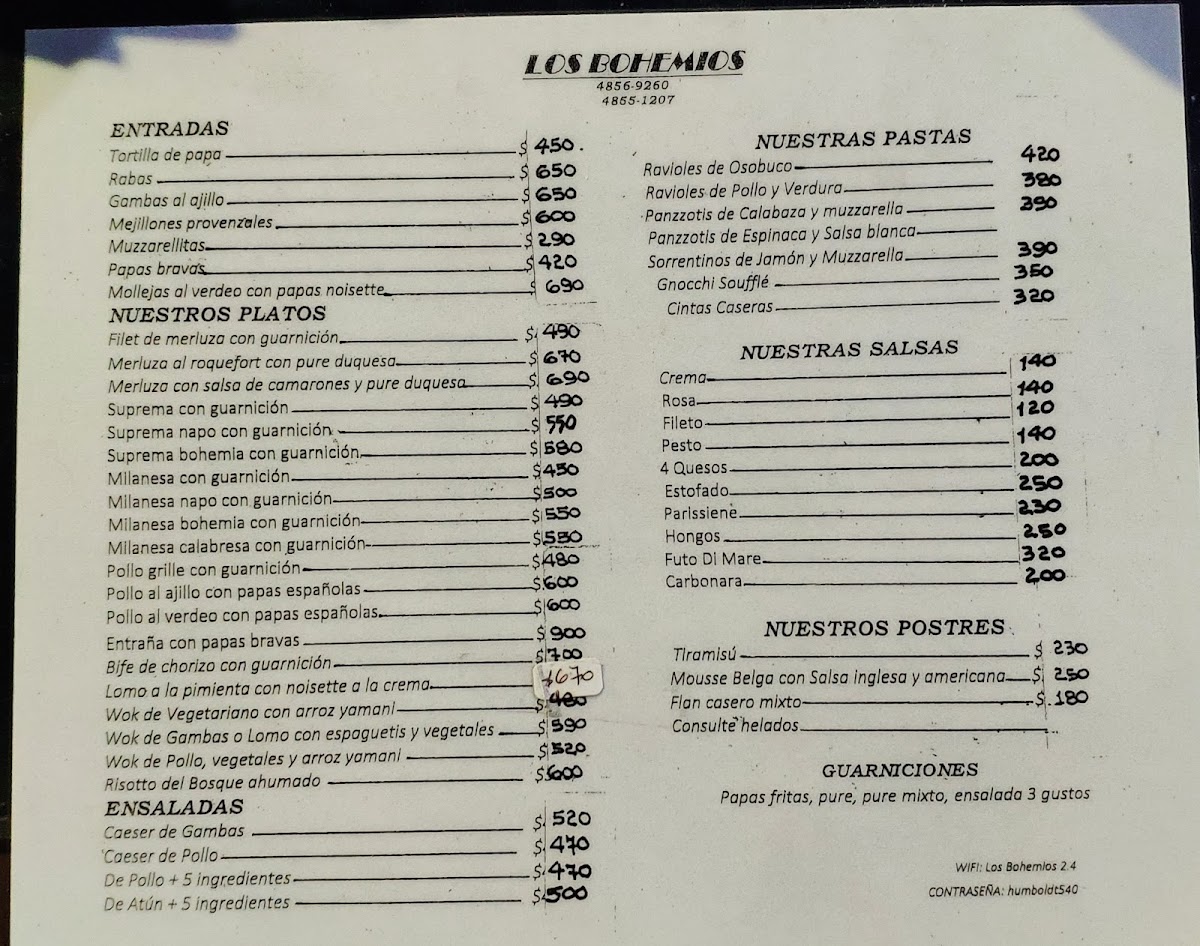 LOS BOHEMIOS
4856-9260
4855-1207
ENTRADAS
Tortilla de papa $ 450.
Rabas $ 650
Gambas al ajillo $ 650
Mejillones provenzales $ 600
Muzzarellitas $ 290
Papas bravas $ 420
Mollejas al verdeo con papas noisette $ 690
NUESTROS PLATOS
Filet de merluza con guarnición $ 490
Merluza al roquefort con pure duquesa $ 670
Merluza con salsa de camarones y pure duquesa $ 690
Suprema con guarnición $ 490
Suprema napo con guarnición $ 550
Suprema bohemia con guarnición $ 580
Milanesa con guarnición $ 450
Milanesa napo con guarnición $ 500
Milanesa bohemia con guarnición $ 550
Milanesa calabresa con guarnición $ 550
Pollo grille con guarnición $ 480
Pollo al ajillo con papas españolas $ 600
Pollo al verdeo con papas españolas $ 600
Entraña con papas bravas $ 900
Bife de chorizo con guarnición $ 700
Lomo a la pimienta con noisette a la crema $670
Wok de Vegetariano con arroz yamani $ 480
Wok de Gambas o Lomo con espaguetis y vegetales $ 590
Wok de Pollo, vegetales y arroz yamani $ 520
Risotto del Bosque ahumado $ 600
ENSALADAS
Caeser de Gambas $ 520
Caeser de Pollo $ 470
De Pollo + 5 ingredientes $ 470
De Atún + 5 ingredientes $ 500
NUESTRAS PASTAS
Ravioles de Osobuco 420
Ravioles de Pollo y Verdura 380
Panzzotis de Calabaza y muzzarella 390
Panzzotis de Espinaca y Salsa blanca
Sorrentinos de Jamón y Muzzarella 390
Gnocchi Soufflé 350
Cintas Caseras 320
NUESTRAS SALSAS
Crema 140
Rosa 140
Fileto 120
Pesto 140
4 Quesos 200
Estofado 250
Parissiene 230
Hongos 250
Futo Di Mare 320
Carbonara 200
NUESTROS POSTRES
Tiramisú $ 230
Mousse Belga con Salsa inglesa y americana $ 250
Flan casero mixto $ 180
Consulte helados
GUARNICIONES
Papas fritas, pure, pure mixto, ensalada 3 gustos
WIFI: Los Bohemios 2.4
CONTRASEÑA: humboldt540